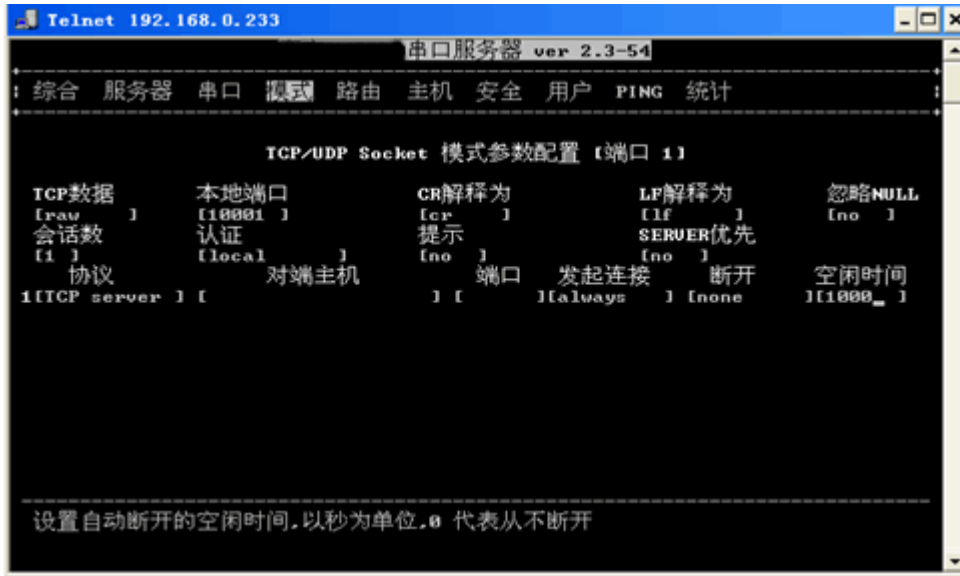 Telnet 192.168.0.233
串口服务器 ver 2.3-54
综合 服务器 串口 模式 路由 主机 安全 用户 PING 统计
TCP/UDP Socket 模式参数配置 [端口 1]
TCP数据 本地端口 CR解释为 LF解释为 忽略NULL
[raw ] [10001 ] [cr ] [lf ] [no ]
会话数 认证 提示 SERVER优先
[1 ] [local ] [no ] [no ]
协议 对端主机 端口 发起连接 断开 空闲时间
1[TCP server ] [ ] [ ][always ] [none ][1000_ ]
设置自动断开的空闲时间,以秒为单位,0 代表从不断开